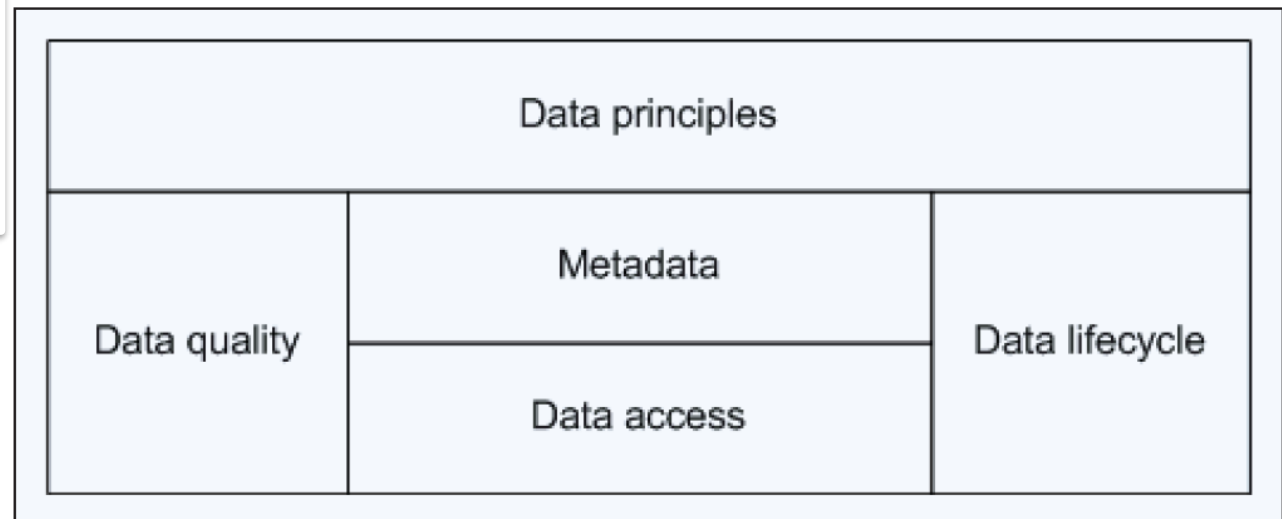 Data principles
Metadata
Data quality
Data lifecycle
Data access